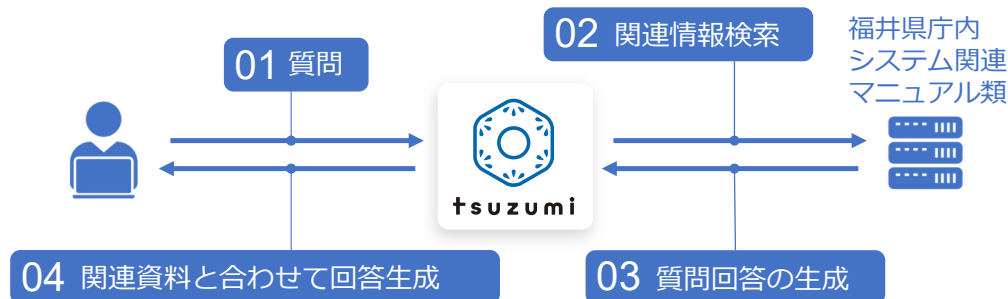 01 質問
02 関連情報検索
福井県庁内
システム関連
マニュアル類
tsuzumi
03 質問回答の生成
04 関連資料と合わせて回答生成